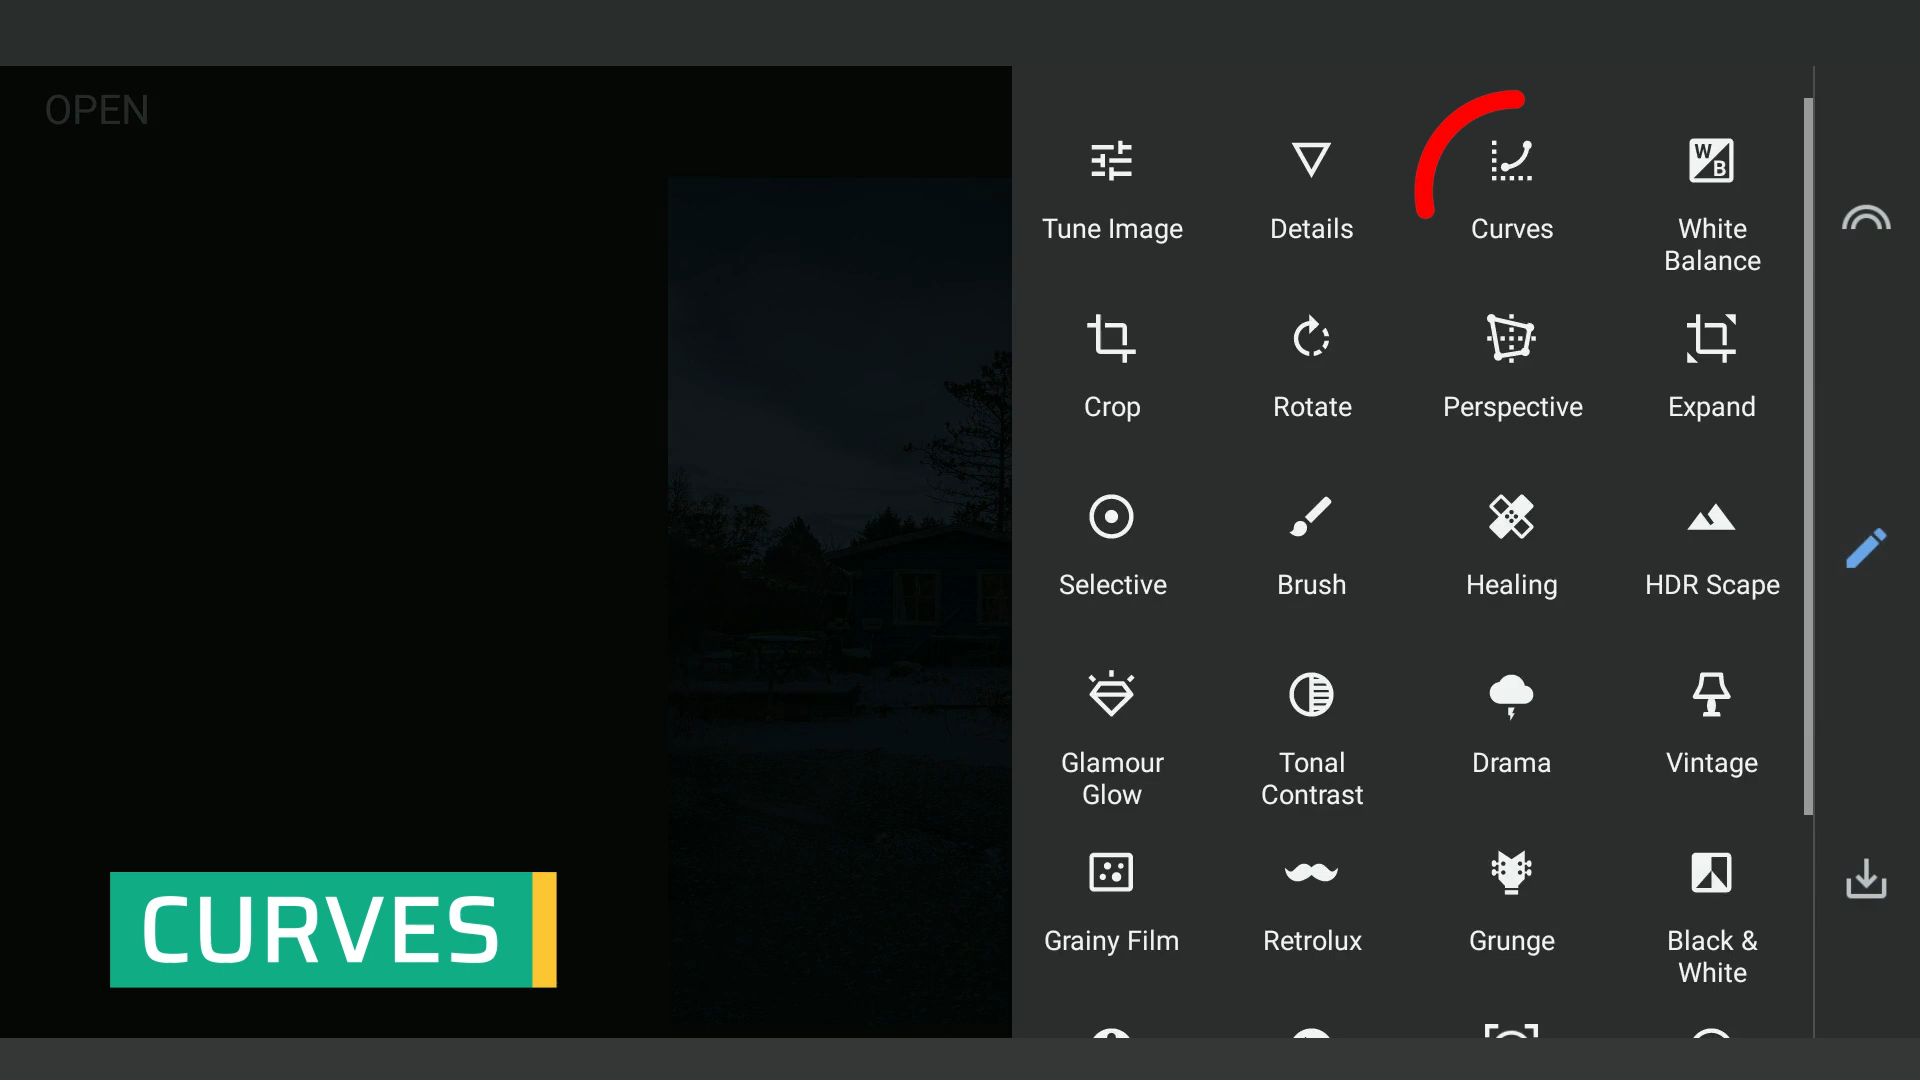 OPEN
Tune Image
Details
Curves
White
Balance
Crop
Rotate
Perspective
Expand
Selective
Brush
Healing
HDR Scape
Glamour
Glow
Tonal
Contrast
Drama
Vintage
Grainy Film
Retrolux
Grunge
Black &
White
CURVES